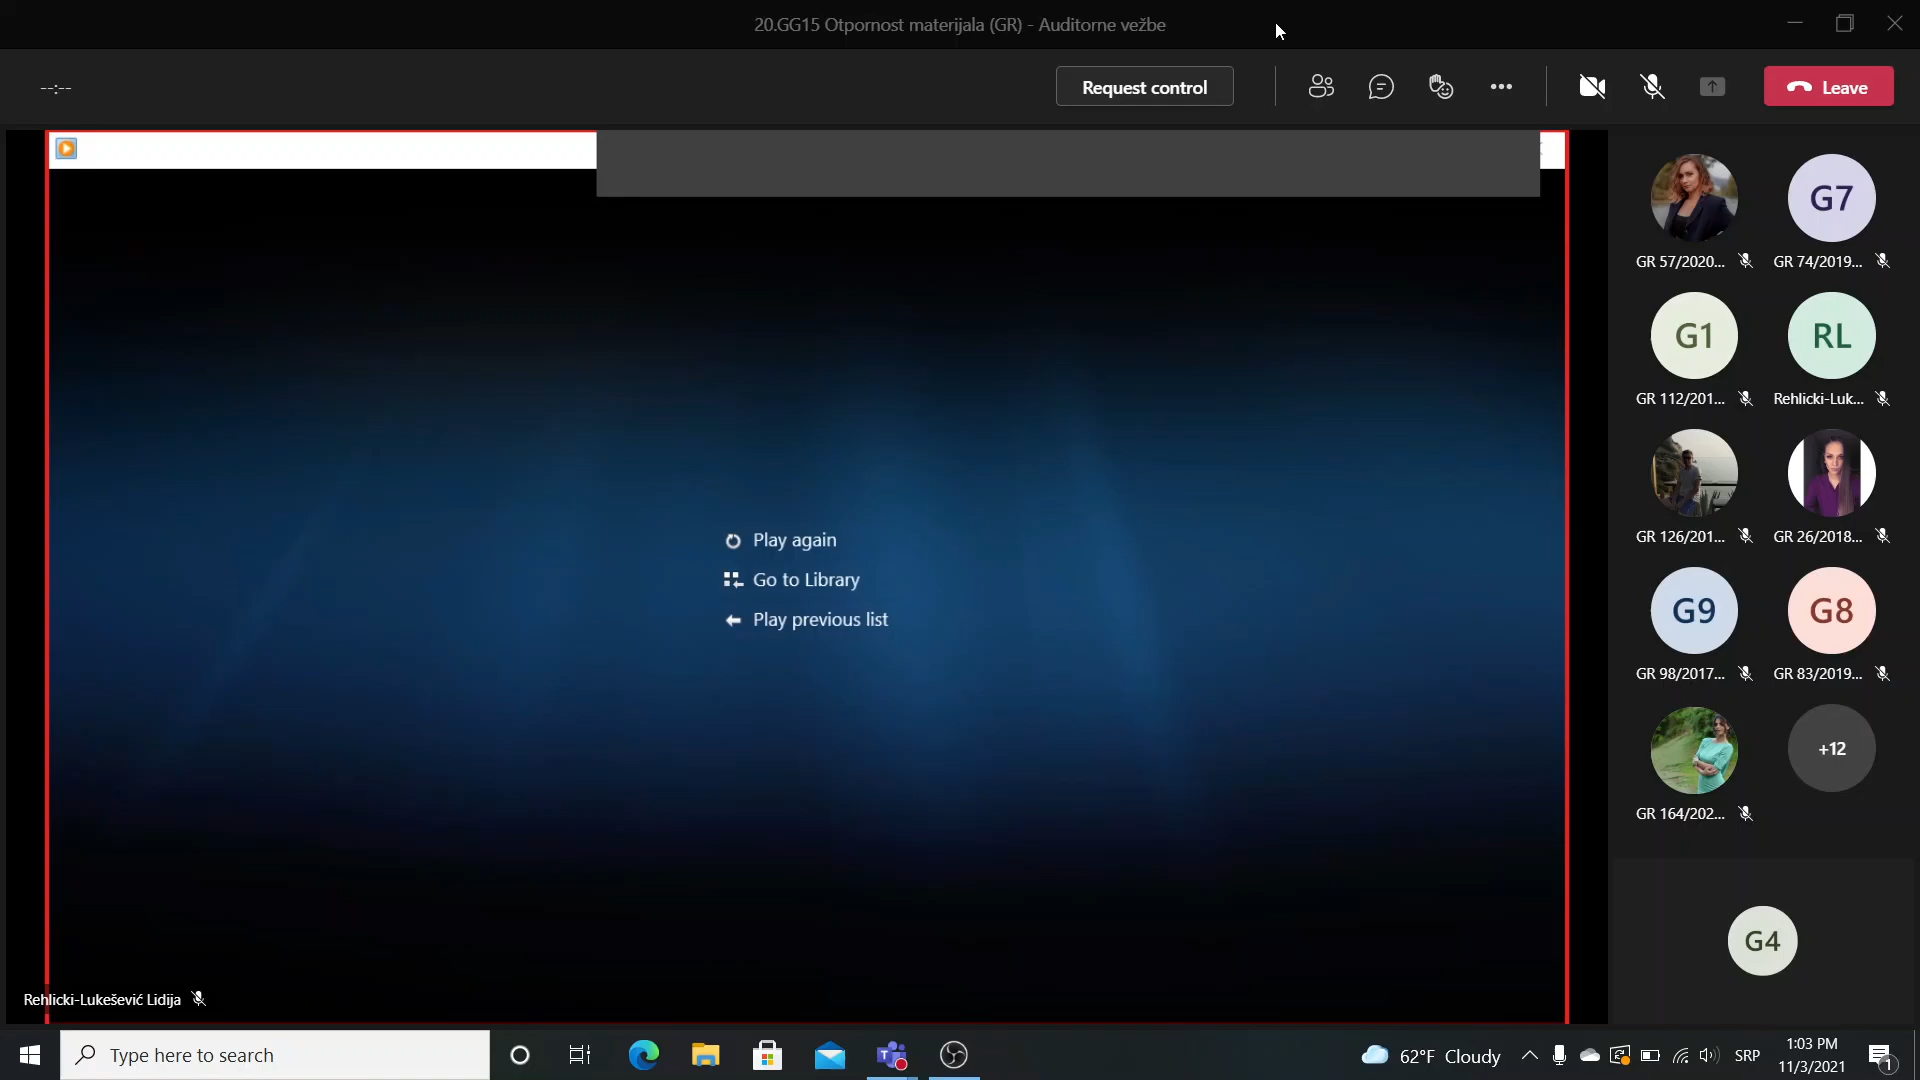 20.GG15 Otpornost materijala (GR) - Auditorne vežbe
--:--
Request control
Leave
G7
GR 57/2020...
GR 74/2019...
G1
RL
GR 112/201...
Rehlicki-Luk...
GR 126/201...
GR 26/2018...
Play again
Go to Library
Play previous list
G9
G8
GR 98/2017...
GR 83/2019...
+12
GR 164/202...
G4
Rehlicki-Lukešević Lidija
Type here to search
62°F Cloudy
SRP
1:03 PM
11/3/2021
1